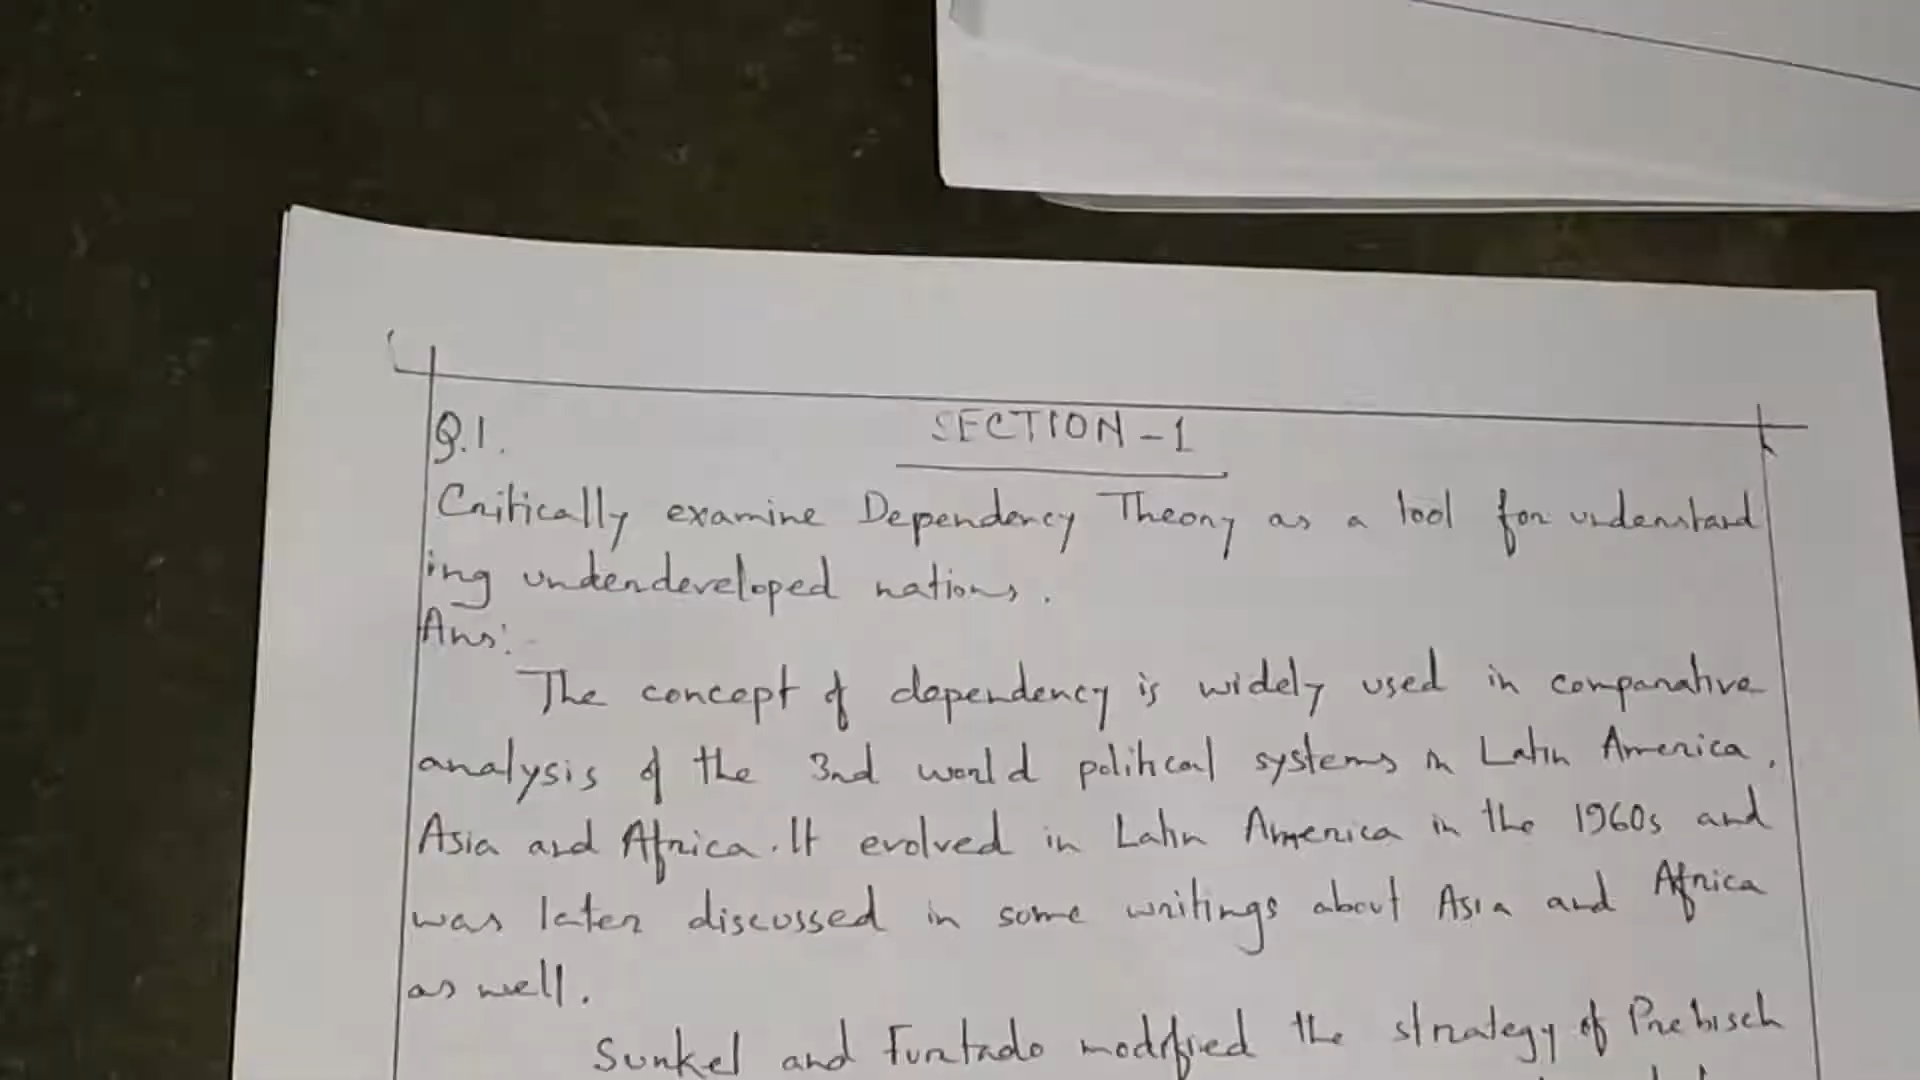 Q.1. SECTION-1
Critically examine Dependency Theory as a tool for understand
ing underdeveloped nations.
Ans:-
The concept of dependency is widely used in comparative
analysis of the 3rd world political systems in Latin America,
Asia and Africa. It evolved in Latin America in the 1960s and
was later discussed in some writings about Asia and Africa
as well.
Sunkel and Furtado modified the strategy of Prebisch